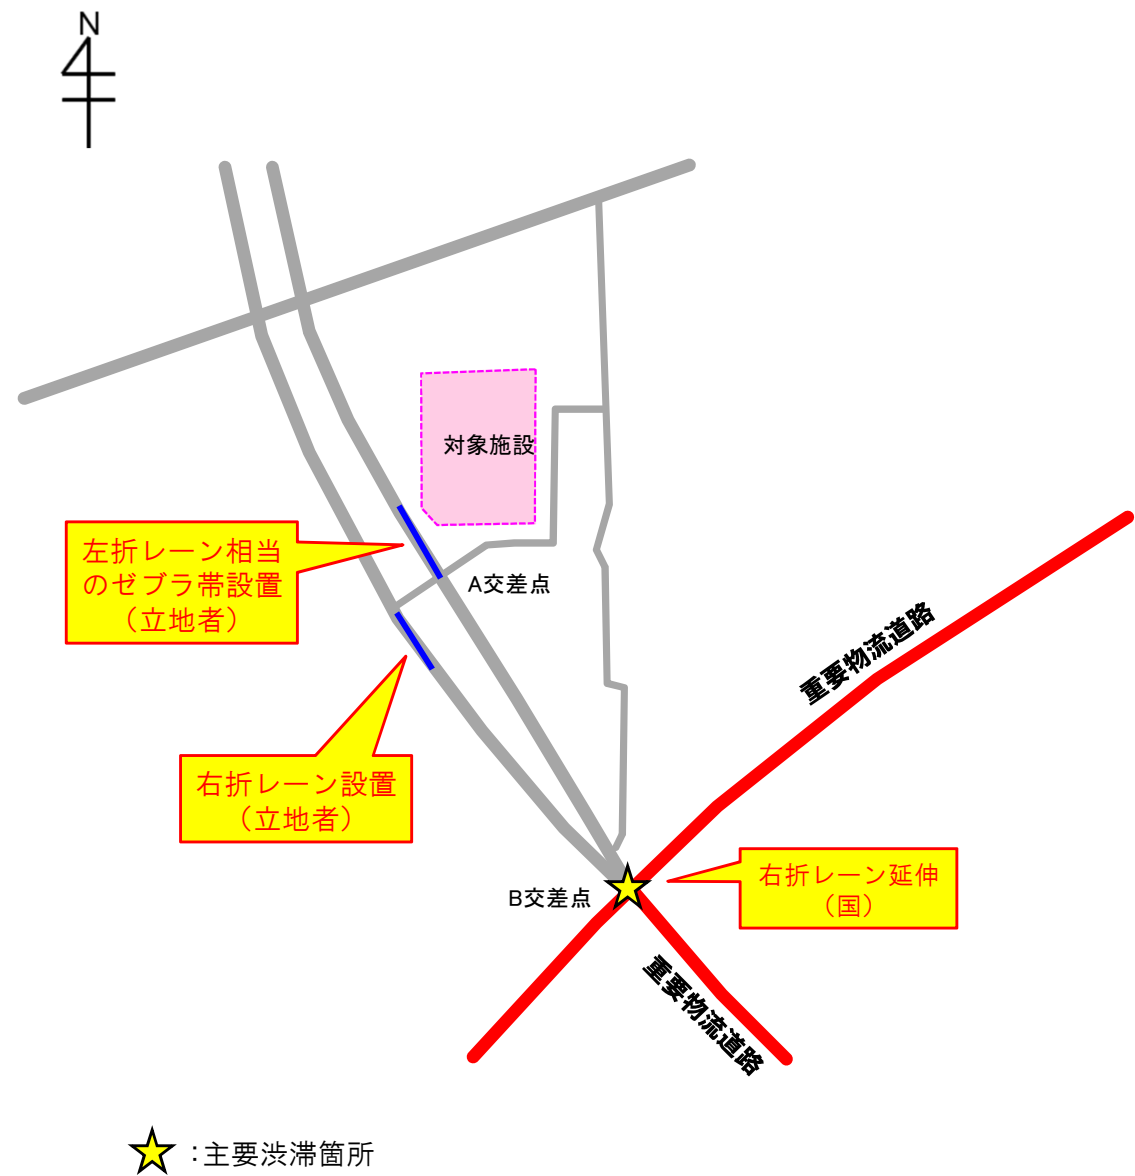 N
対象施設
左折レーン相当
のゼブラ帯設置
（立地者）
A交差点
重要物流道路
右折レーン設置
（立地者）
右折レーン延伸
（国）
B交差点
重要物流道路
：主要渋滞箇所